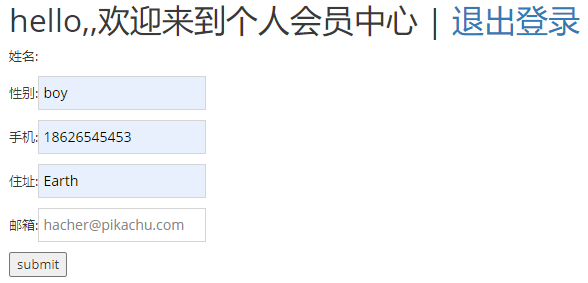 hello,,欢迎来到个人会员中心 | 退出登录
姓名:
性别: boy
手机: 18626545453
住址: Earth
邮箱: hacher@pikachu.com
submit